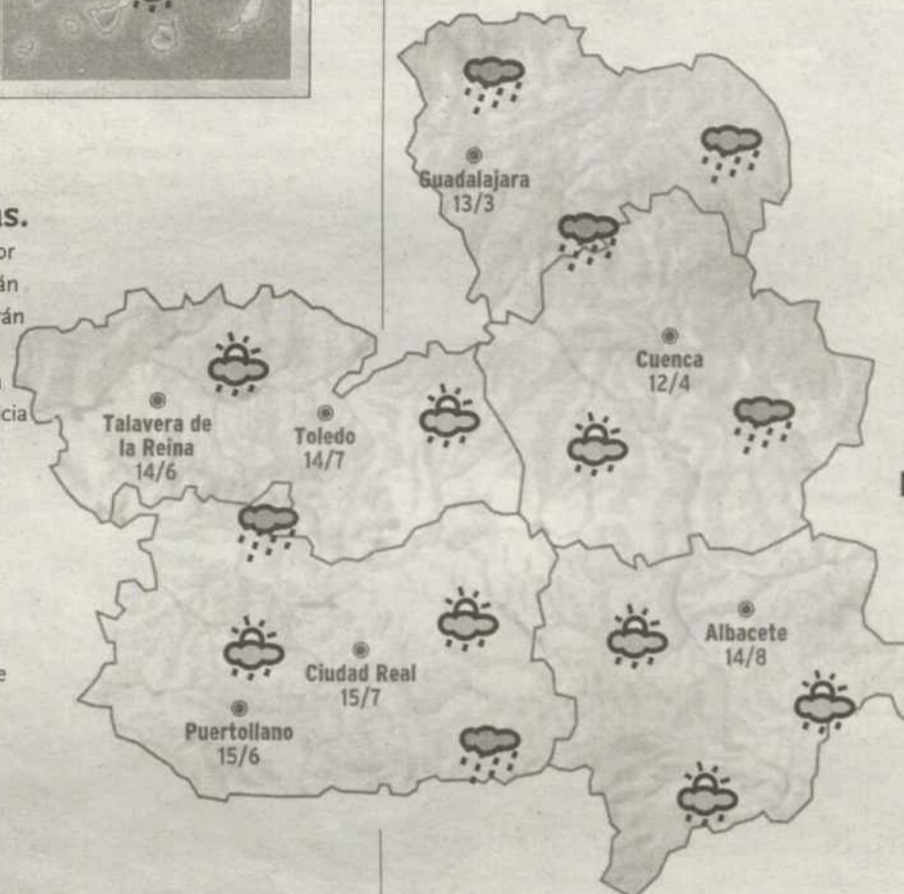 Guadalajara
13/3
Cuenca
12/4
Talavera de
la Reina
14/6
Toledo
14/7
Albacete
14/8
Ciudad Real
15/7
Puertollano
15/6